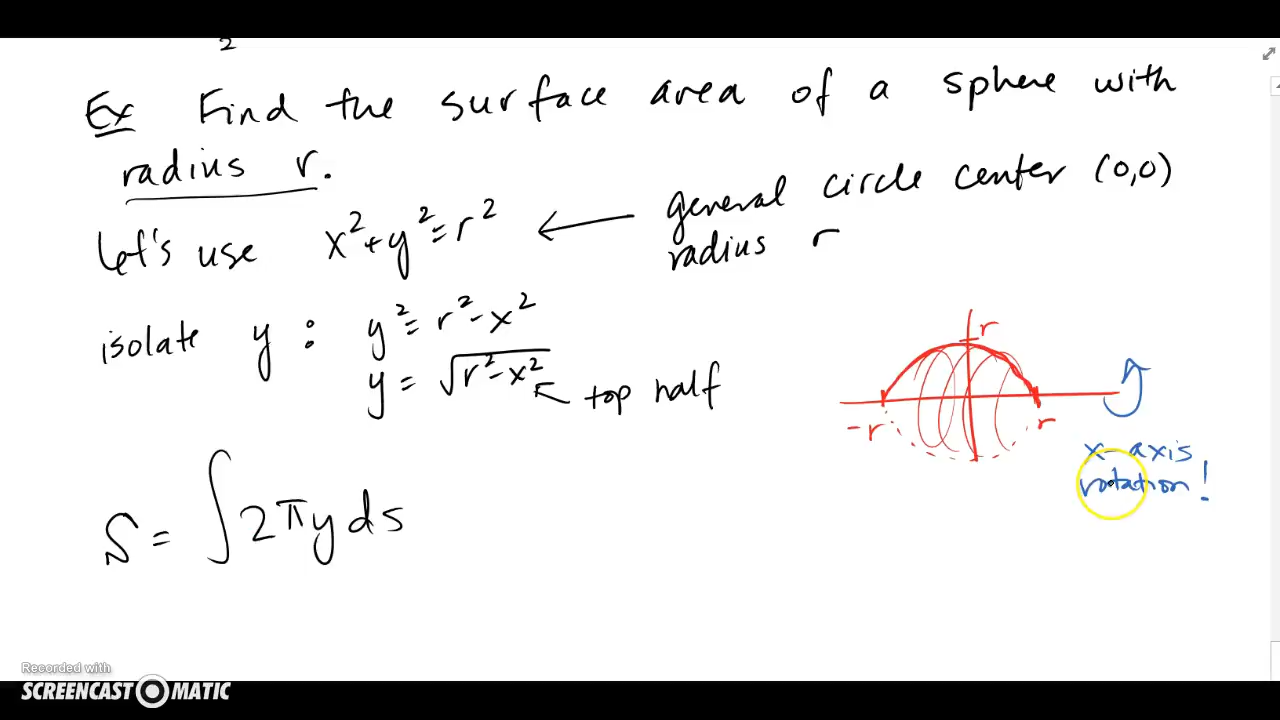 2
Ex Find the surface area of a sphere with
radius r.
Let's use x²+y²=r² ← general circle center (0,0)
radius r
isolate y : y²=r²-x²
y = √r²-x² ← top half
r
-r r
x-axis
rotation!
S = ∫2πy ds
Recorded with
SCREENCAST MATIC